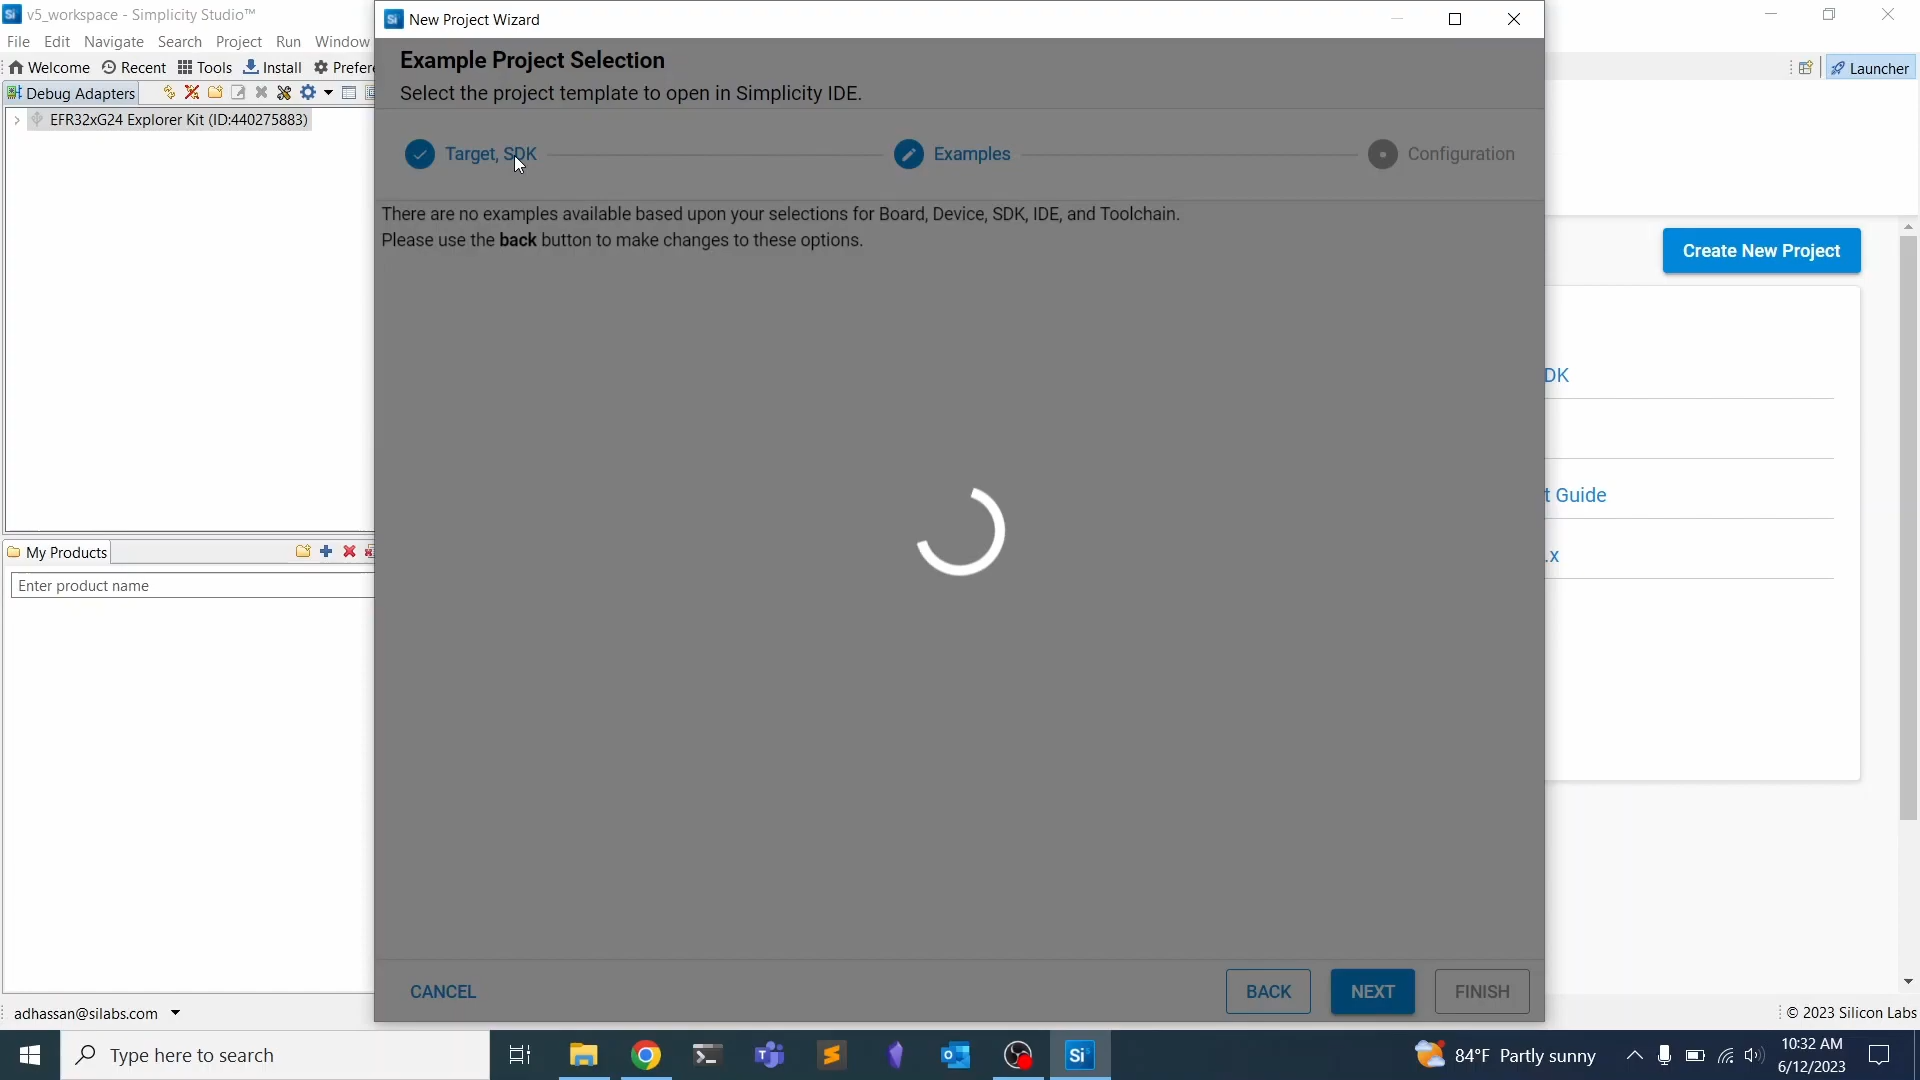 v5_workspace - Simplicity Studio™
File Edit Navigate Search Project Run Window
Welcome Recent Tools Install Prefere
Debug Adapters
EFR32xG24 Explorer Kit (ID:440275883)
My Products
Enter product name
adhassan@silabs.com
New Project Wizard
Example Project Selection
Select the project template to open in Simplicity IDE.
Target, SDK Examples Configuration
There are no examples available based upon your selections for Board, Device, SDK, IDE, and Toolchain.
Please use the back button to make changes to these options.
CANCEL BACK NEXT FINISH
Launcher
Create New Project
DK
t Guide
.x
© 2023 Silicon Labs
Type here to search
84°F Partly sunny
10:32 AM
6/12/2023